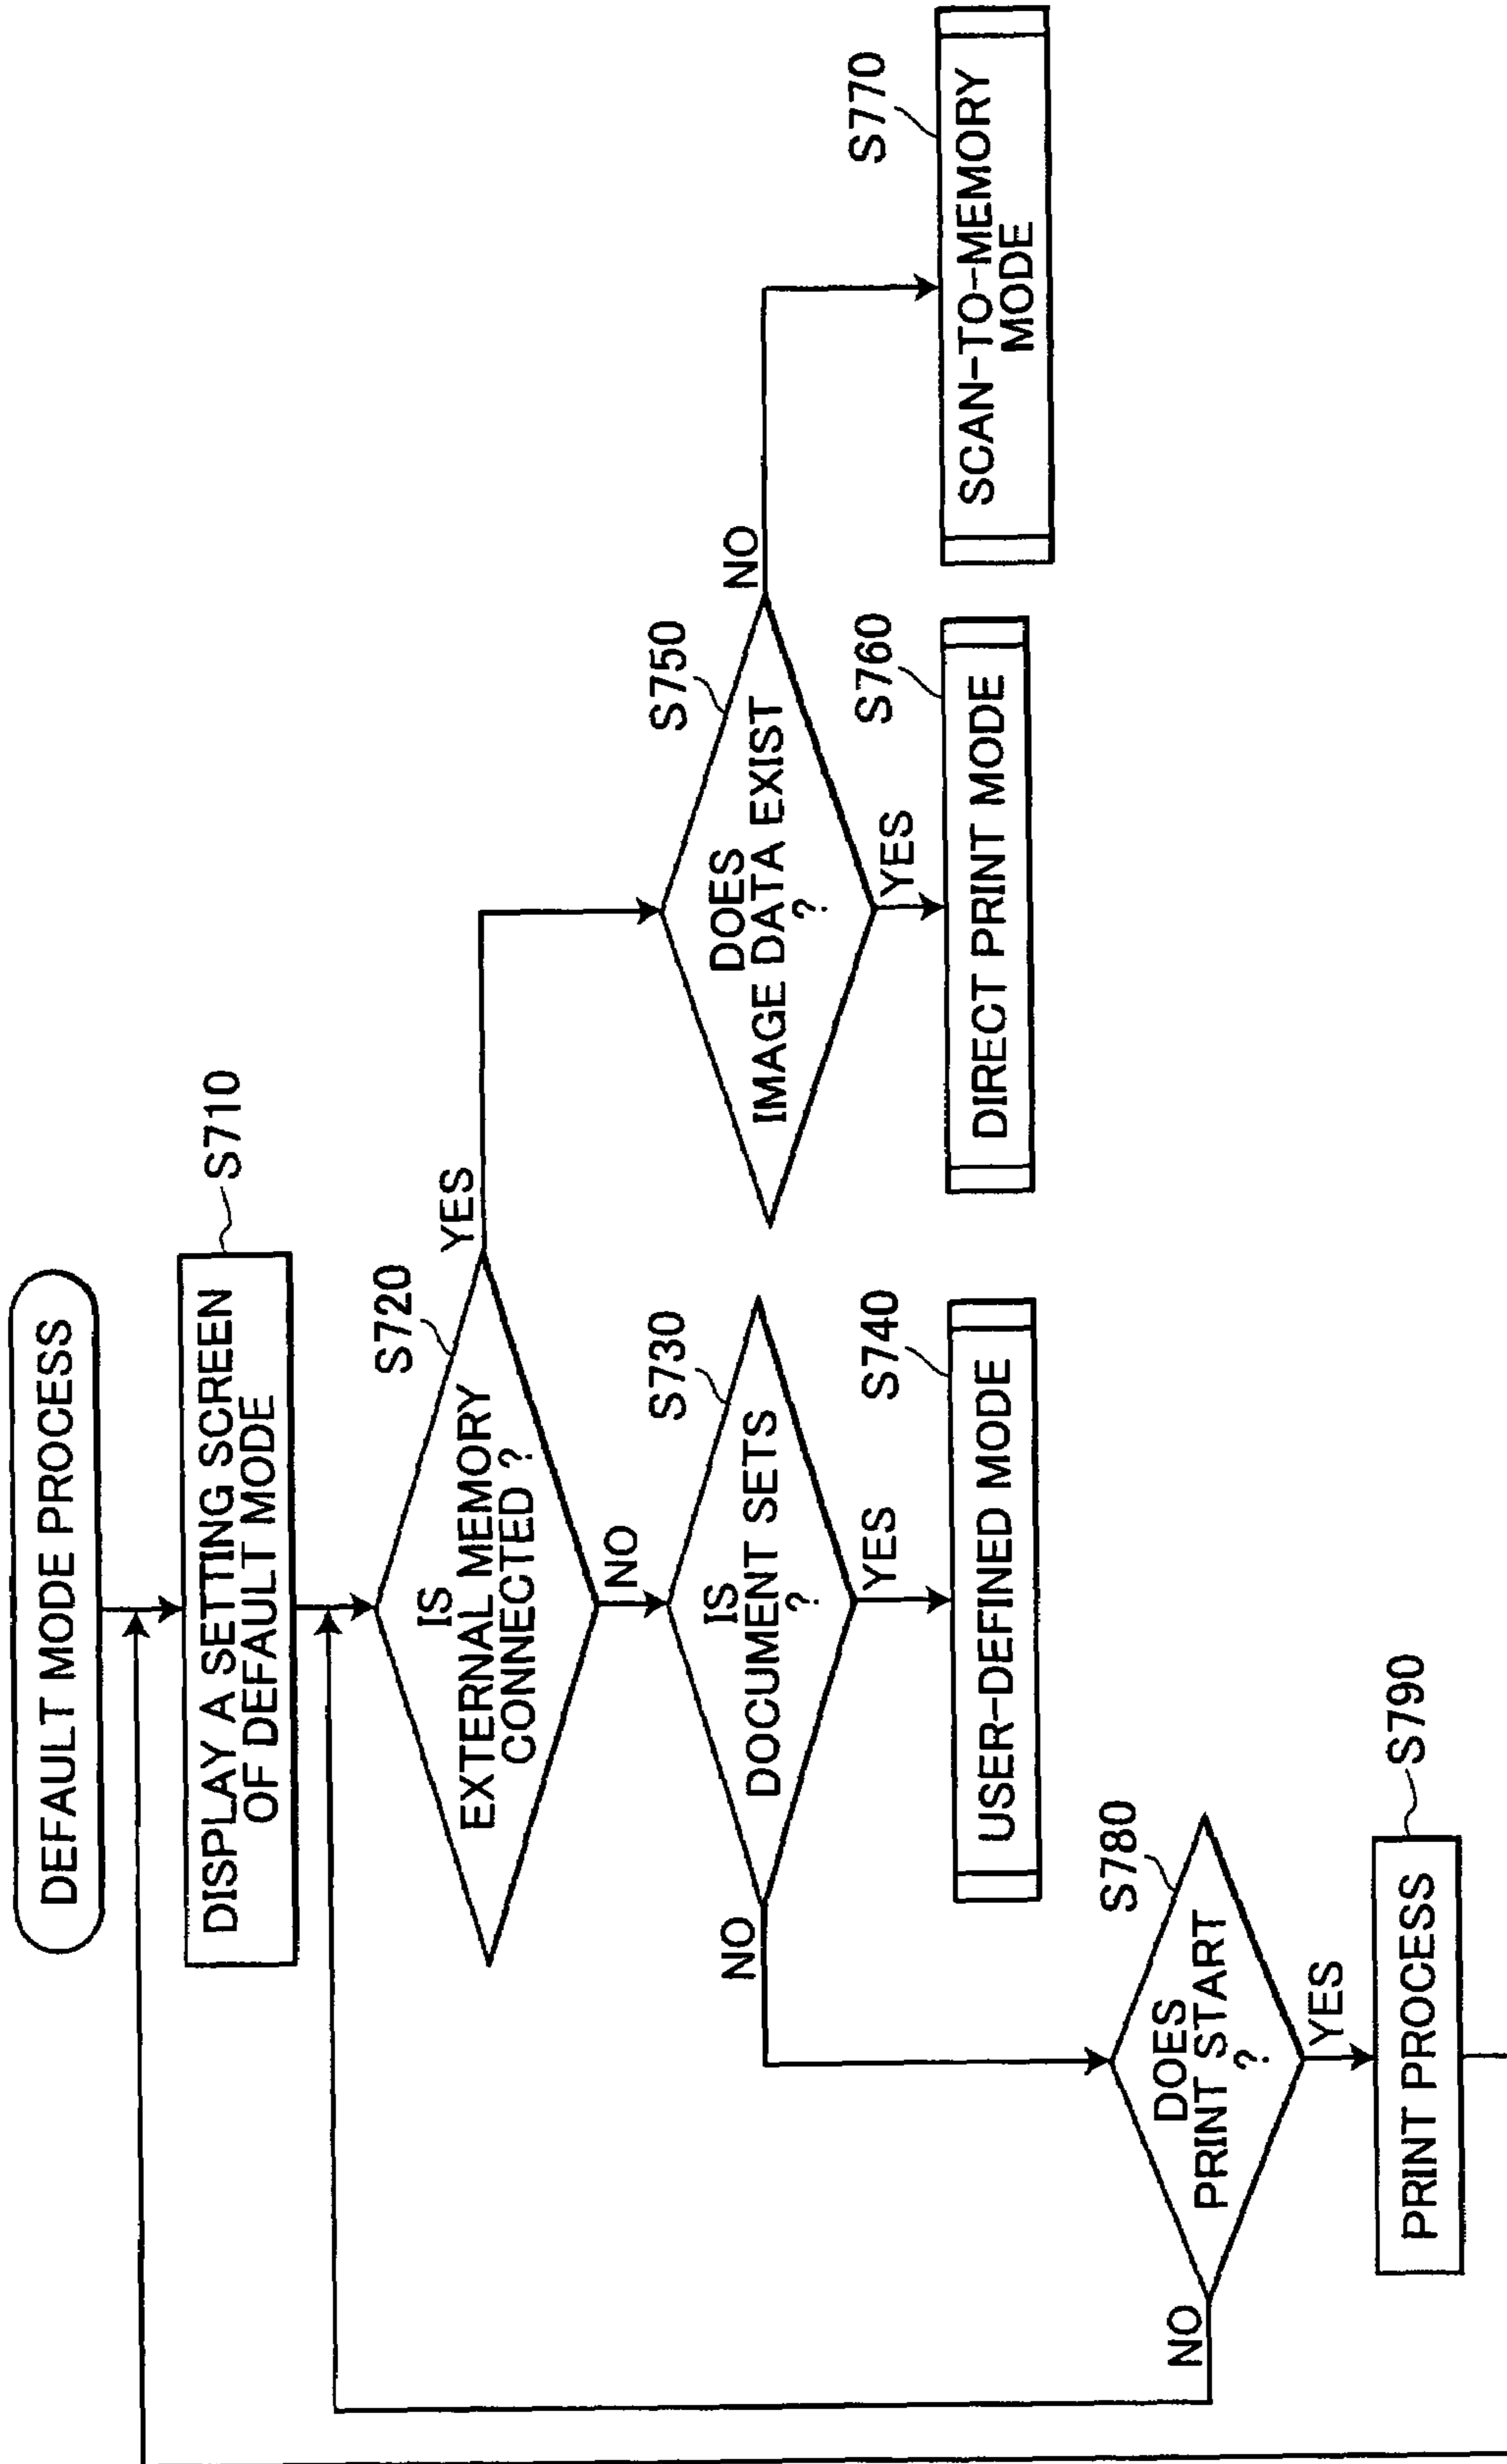 DEFAULT MODE PROCESS
S710
DISPLAY A SETTING SCREEN
OF DEFAULT MODE
S720
IS
EXTERNAL MEMORY
CONNECTED ?
YES
NO
S730
IS
DOCUMENT SETS
?
NO
YES
S740
USER-DEFINED MODE
S750
DOES
IMAGE DATA EXIST
?
NO
YES
S760
DIRECT PRINT MODE
S770
SCAN-TO-MEMORY
MODE
S780
DOES
PRINT START
?
NO
YES
S790
PRINT PROCESS